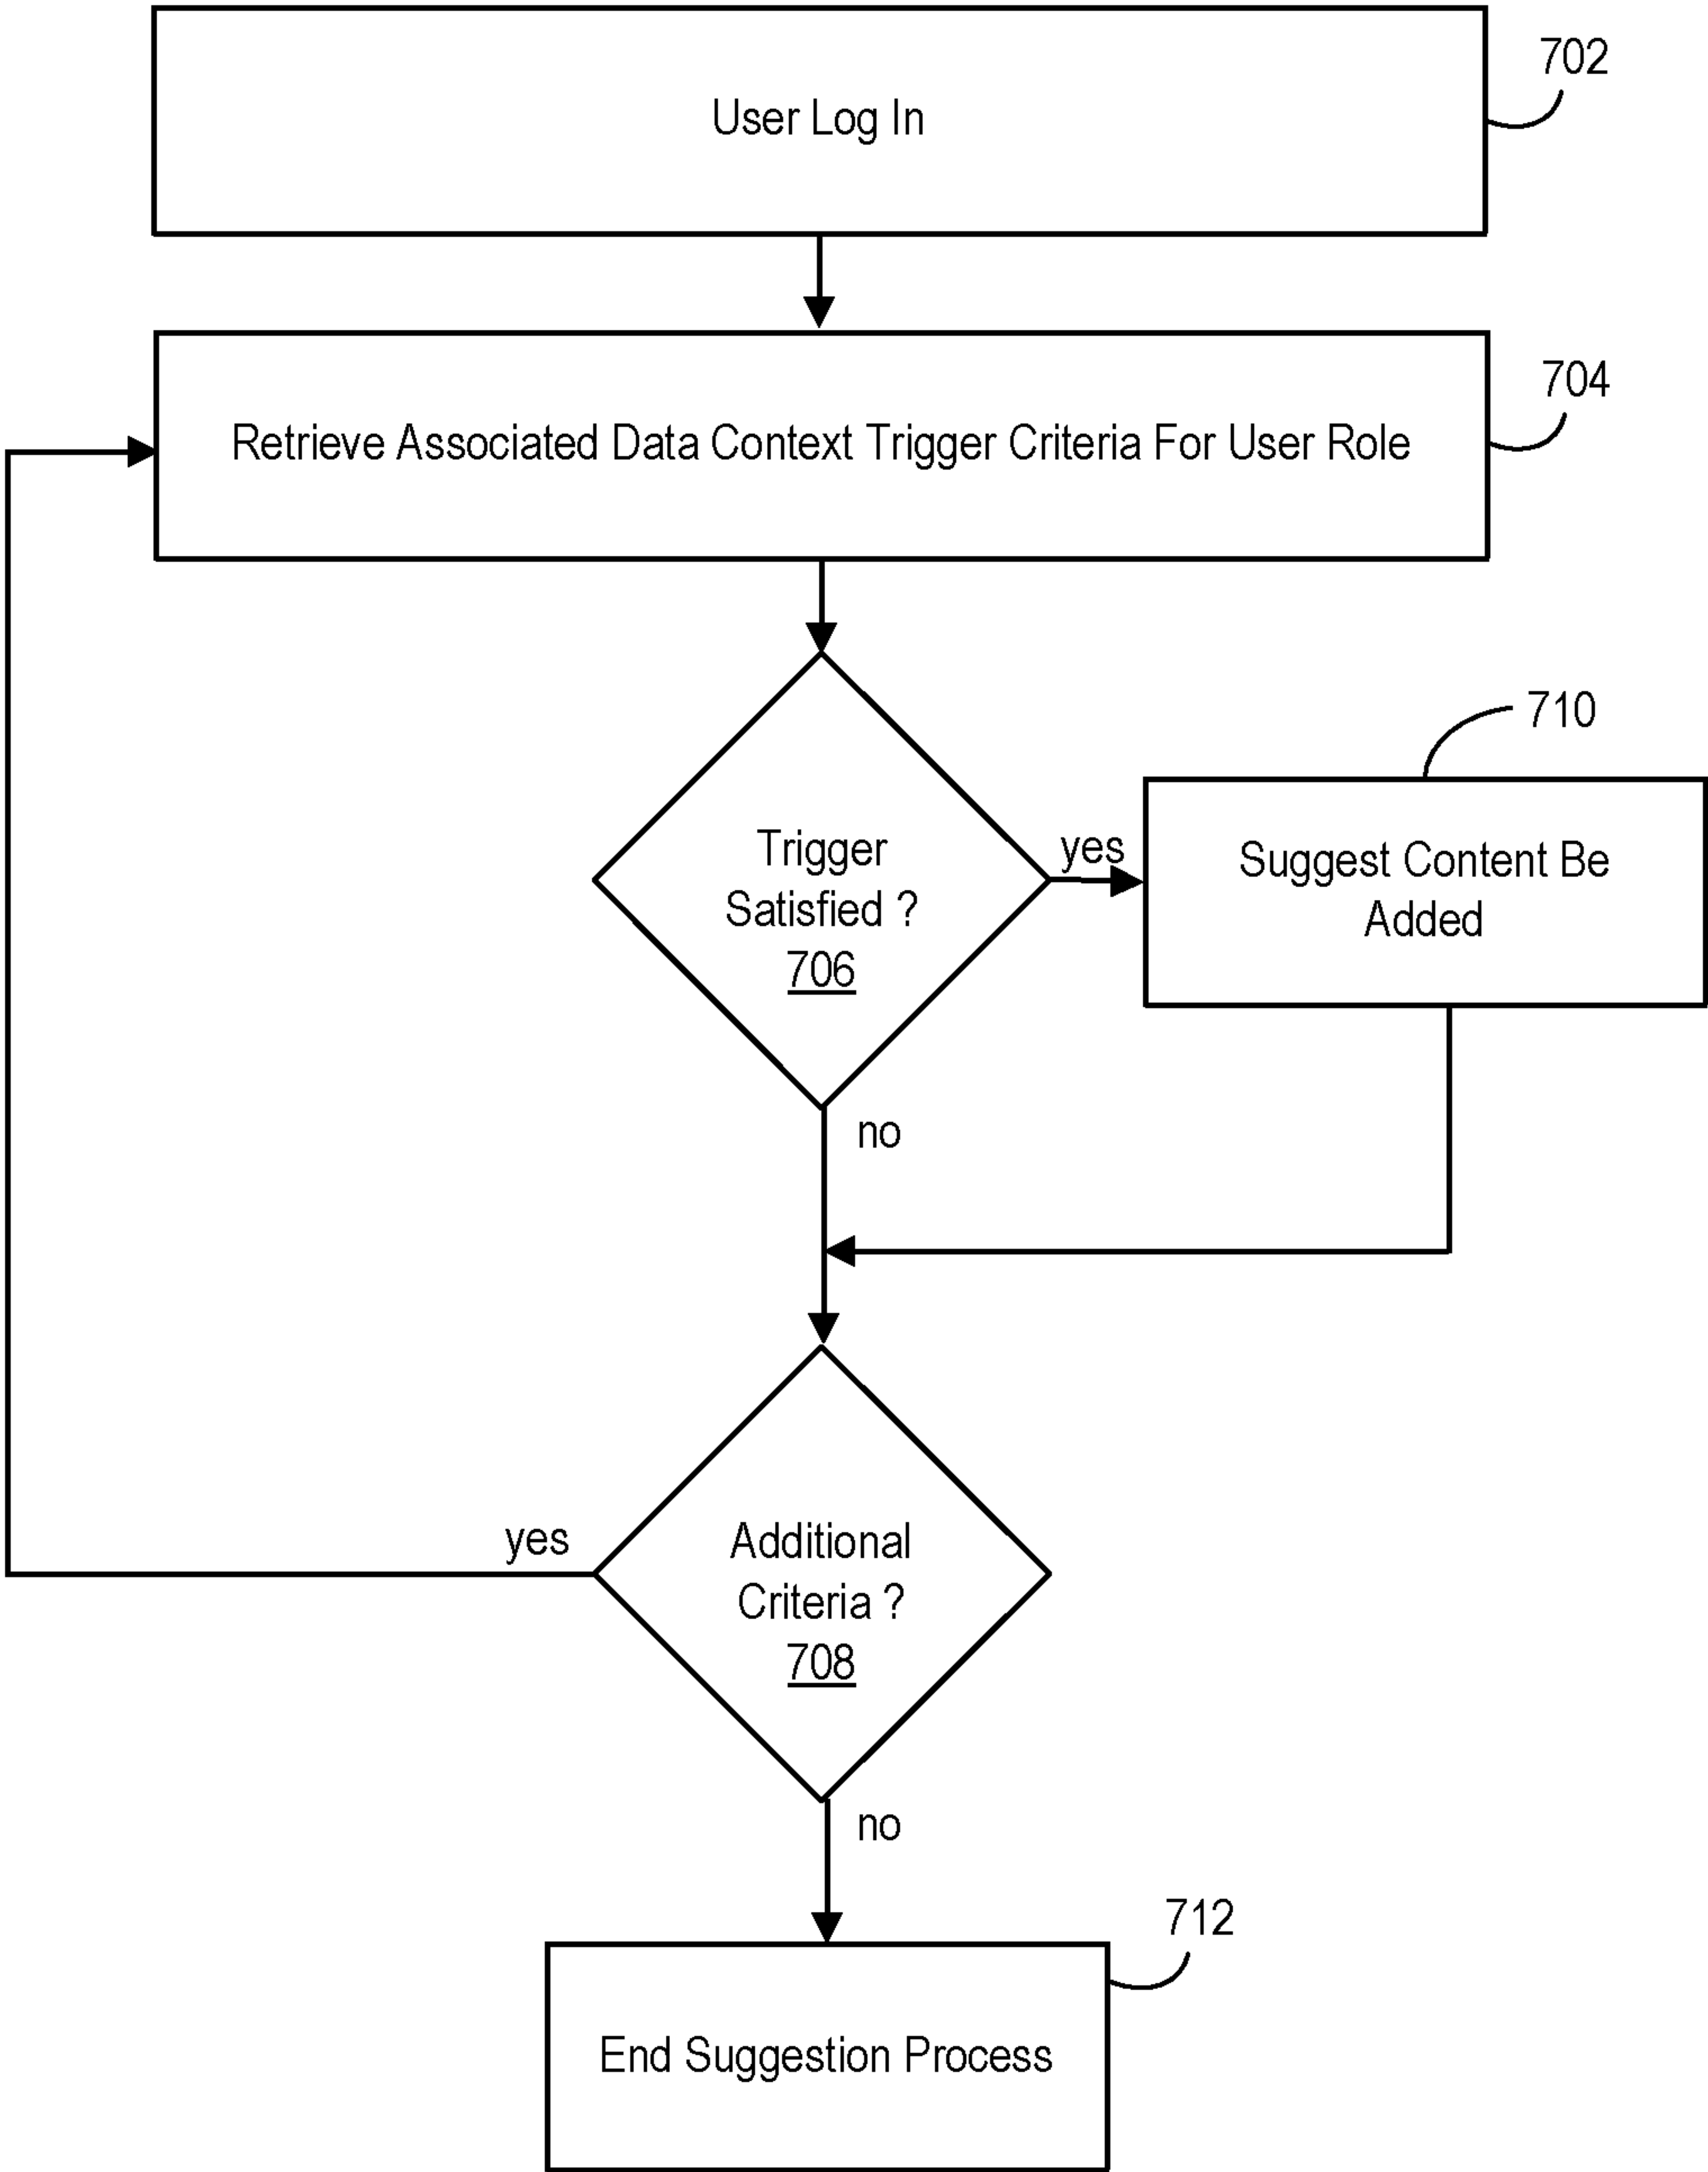 702
User Log In
704
Retrieve Associated Data Context Trigger Criteria For User Role
710
Trigger
Satisfied ?
706
yes
Suggest Content Be
Added
no
yes
Additional
Criteria ?
708
no
712
End Suggestion Process